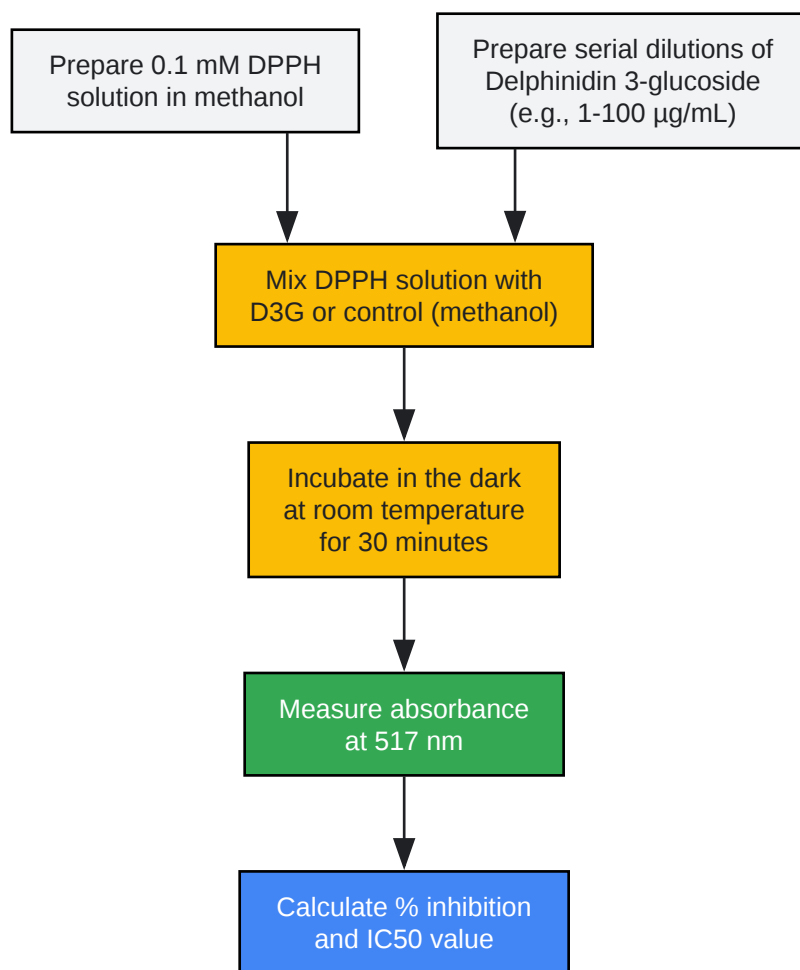 Prepare 0.1 mM DPPH
solution in methanol
Prepare serial dilutions of
Delphinidin 3-glucoside
(e.g., 1-100 µg/mL)
Mix DPPH solution with
D3G or control (methanol)
Incubate in the dark
at room temperature
for 30 minutes
Measure absorbance
at 517 nm
Calculate % inhibition
and IC50 value